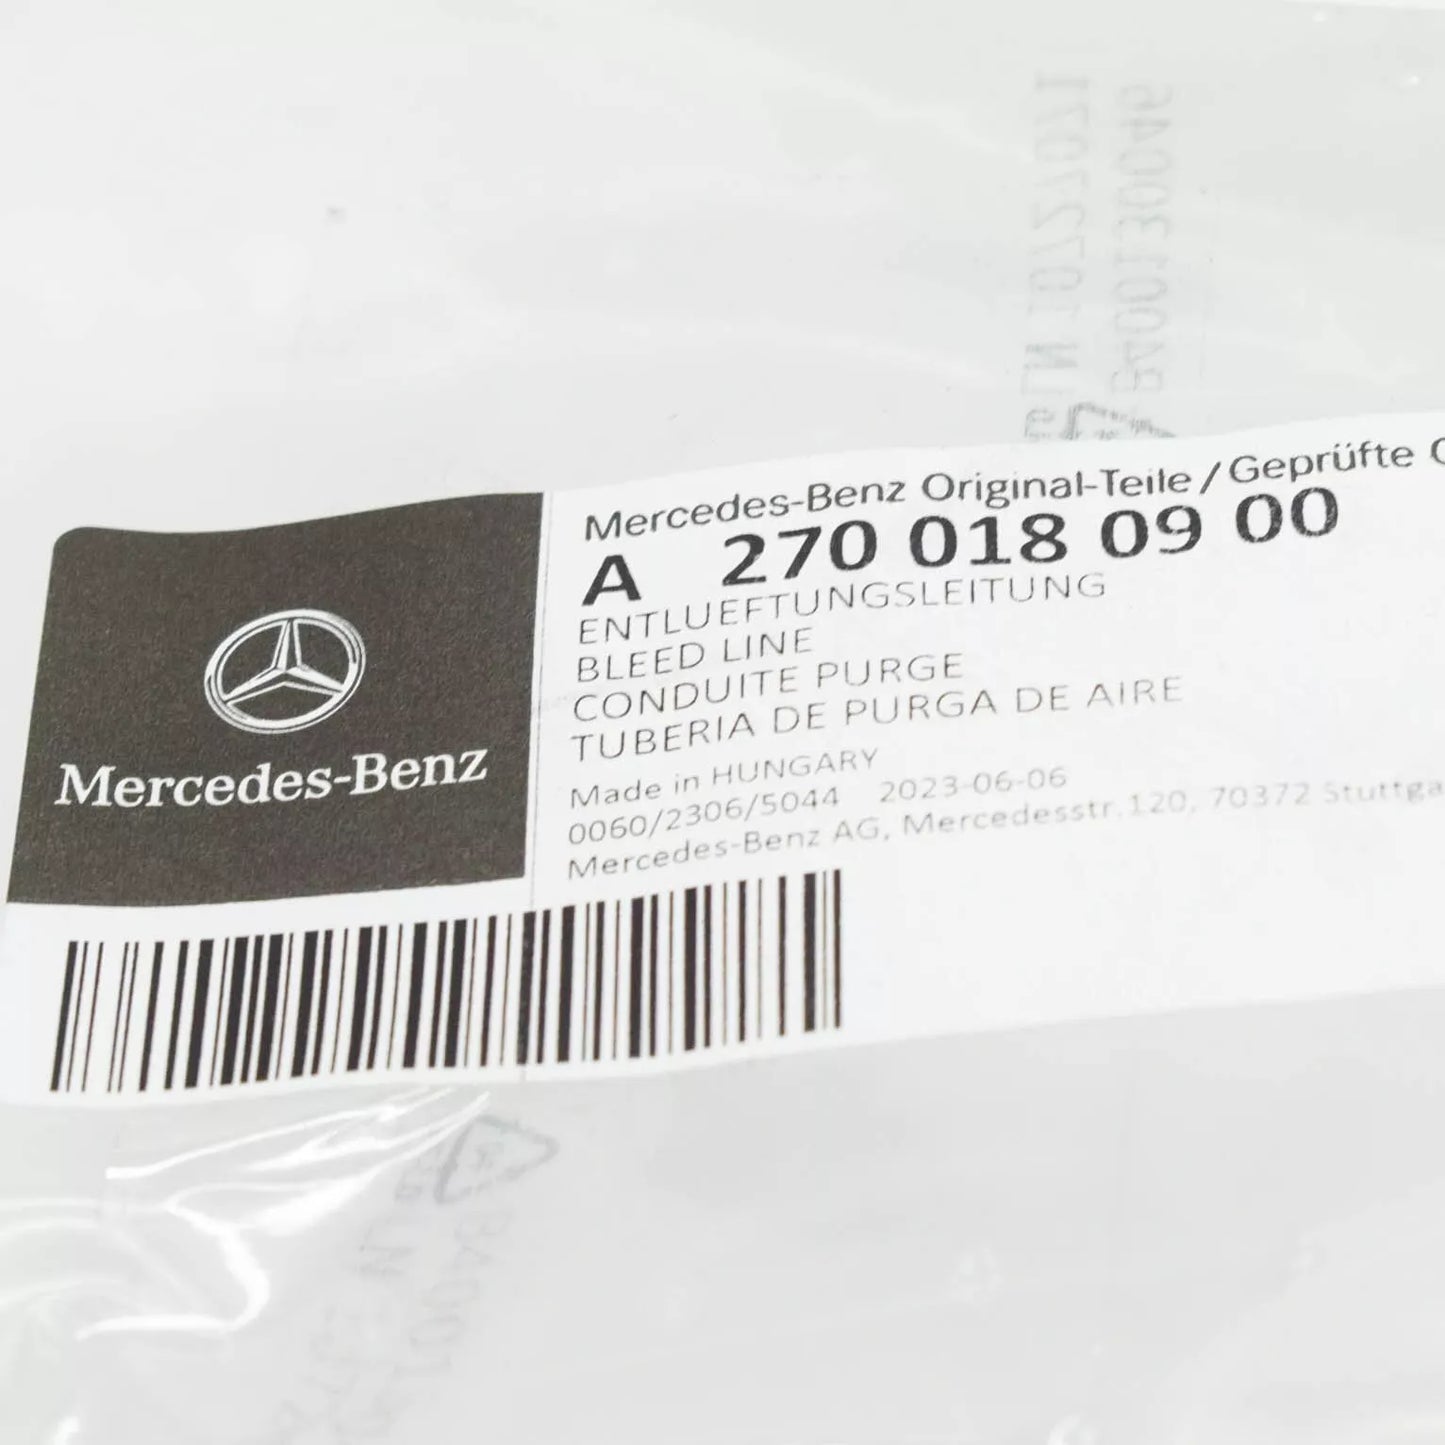 Mercedes-Benz Original-Teile/Geprüfte
A 270 018 09 00
ENTLUEFTUNGSLEITUNG
BLEED LINE
CONDUITE PURGE
TUBERIA DE PURGA DE AIRE
Made in HUNGARY
0060/2306/5044 2023-06-06
Mercedes-Benz AG, Mercedesstr.120, 70372 Stuttga
Mercedes-Benz